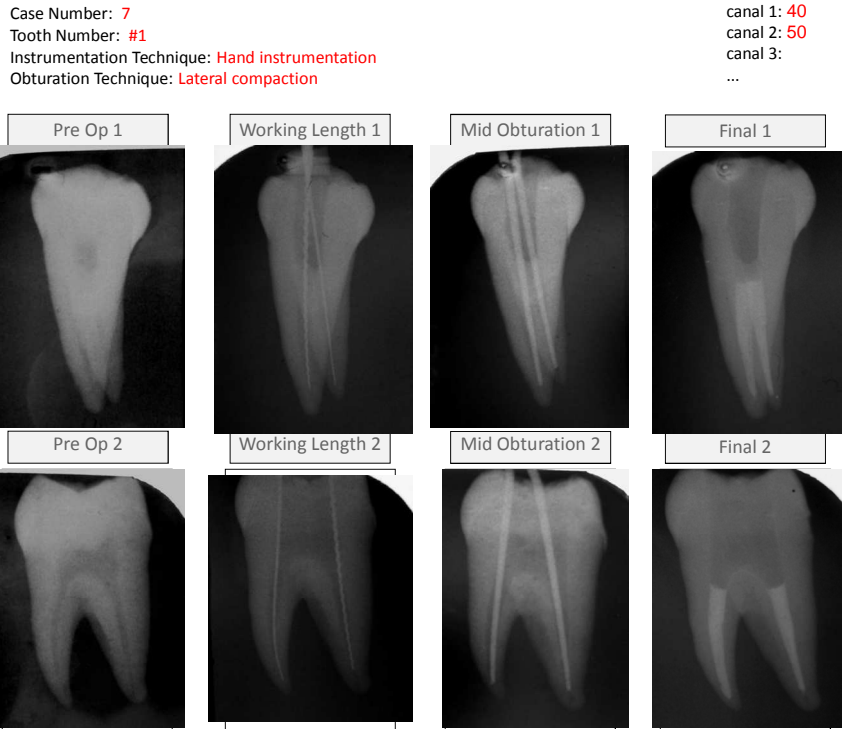 Case Number: 7
Tooth Number: #1
Instrumentation Technique: Hand instrumentation
Obturation Technique: Lateral compaction
canal 1: 40
canal 2: 50
canal 3:
...
Pre Op 1
Working Length 1
Mid Obturation 1
Final 1
Pre Op 2
Working Length 2
Mid Obturation 2
Final 2